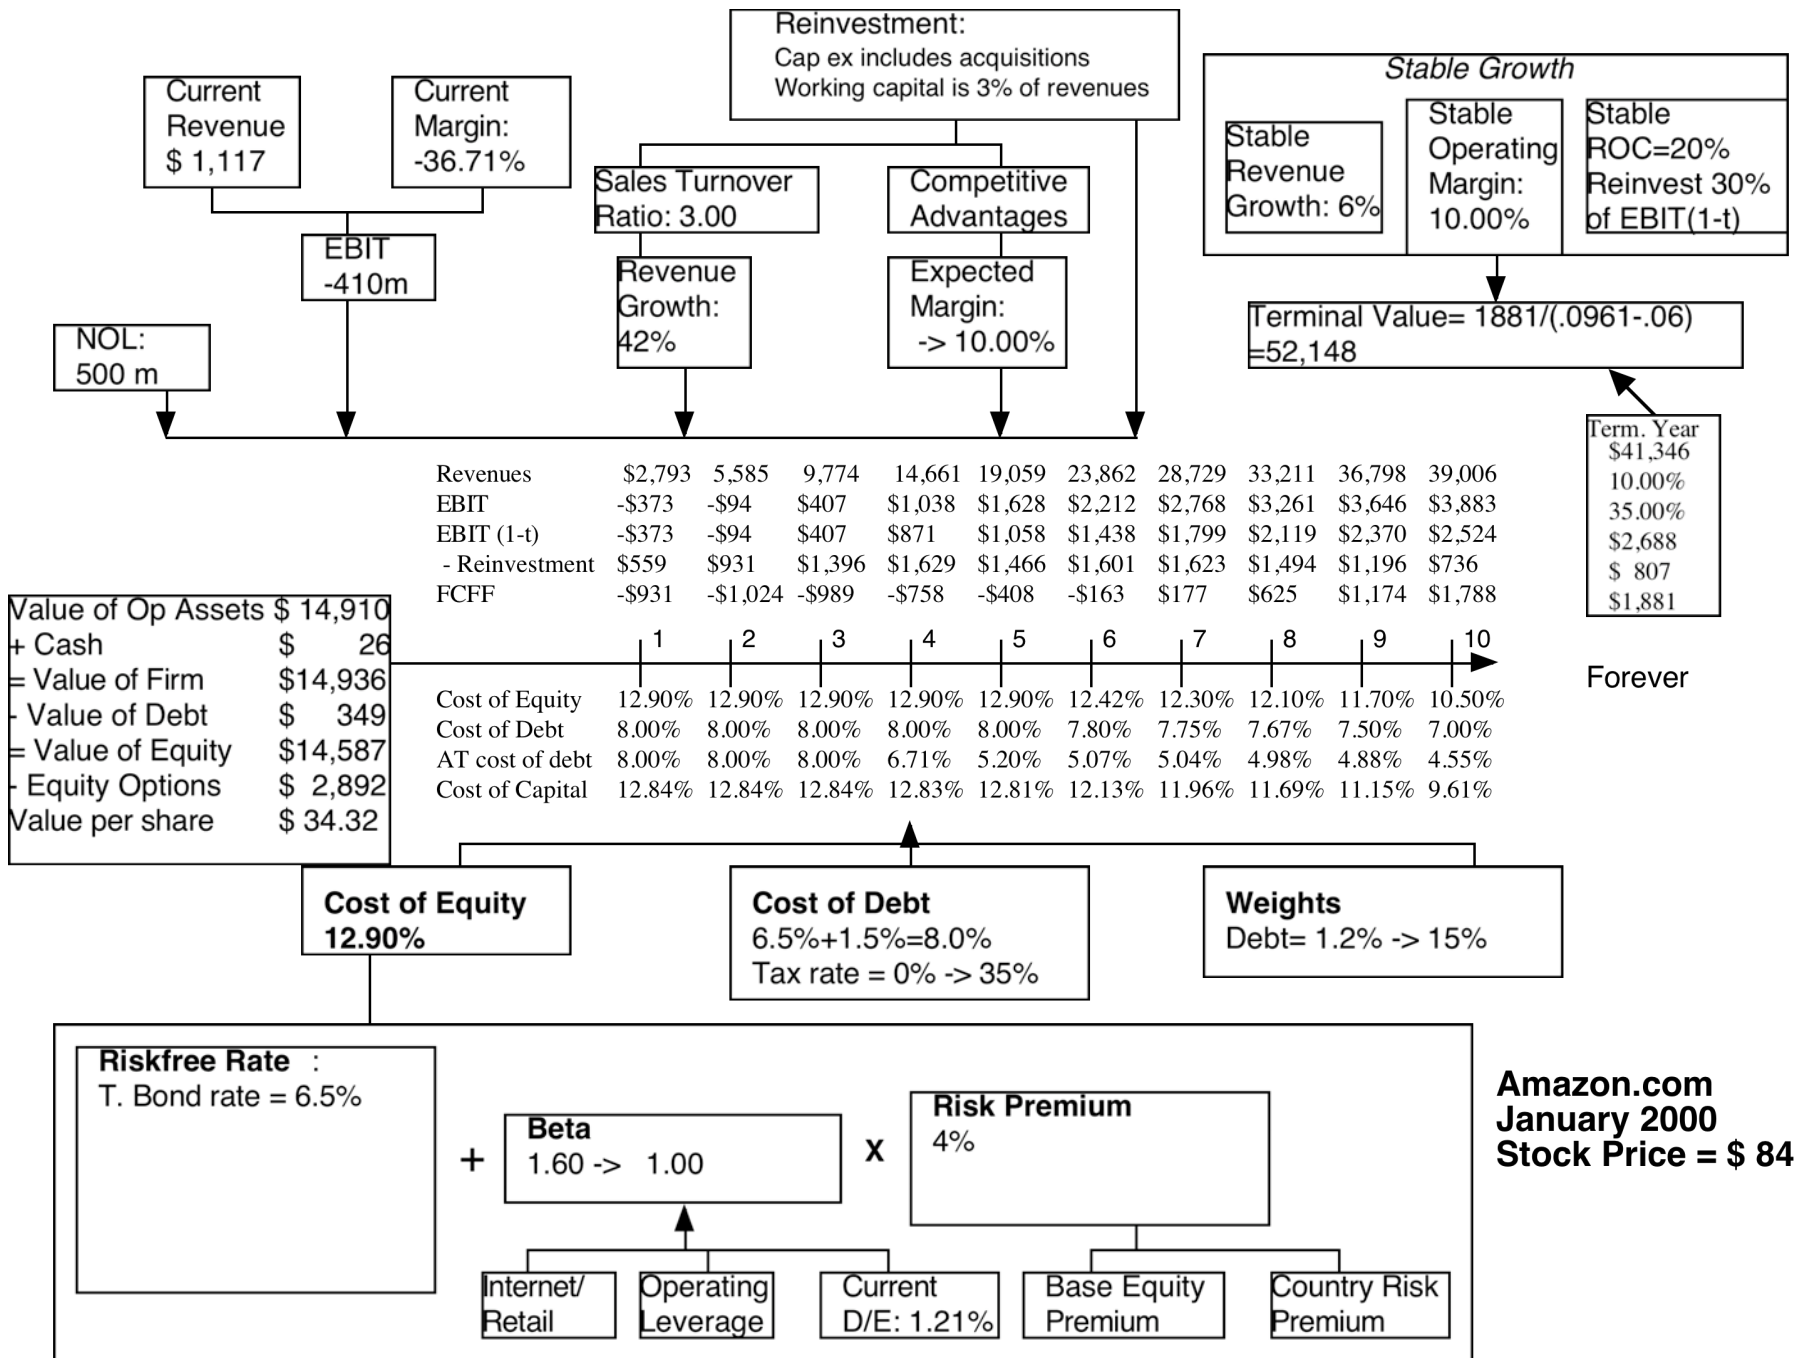 Reinvestment:
Cap ex includes acquisitions
Working capital is 3% of revenues
Current
Revenue
$ 1,117
Current
Margin:
-36.71%
Stable Growth
Stable
Revenue
Growth: 6%
Stable
Operating
Margin:
10.00%
Stable
ROC=20%
Reinvest 30%
of EBIT(1-t)
Sales Turnover
Ratio: 3.00
Competitive
Advantages
EBIT
-410m
Revenue
Growth:
42%
Expected
Margin:
-> 10.00%
NOL:
500 m
Terminal Value= 1881/(.0961-.06)
=52,148
Term. Year
$41,346
10.00%
35.00%
$2,688
$ 807
$1,881
Revenues $2,793 5,585 9,774 14,661 19,059 23,862 28,729 33,211 36,798 39,006
EBIT -$373 -$94 $407 $1,038 $1,628 $2,212 $2,768 $3,261 $3,646 $3,883
EBIT (1-t) -$373 -$94 $407 $871 $1,058 $1,438 $1,799 $2,119 $2,370 $2,524
- Reinvestment $559 $931 $1,396 $1,629 $1,466 $1,601 $1,623 $1,494 $1,196 $736
FCFF -$931 -$1,024 -$989 -$758 -$408 -$163 $177 $625 $1,174 $1,788
1 2 3 4 5 6 7 8 9 10
Forever
Value of Op Assets $ 14,910
+ Cash $ 26
= Value of Firm $14,936
- Value of Debt $ 349
= Value of Equity $14,587
- Equity Options $ 2,892
Value per share $ 34.32
Cost of Equity 12.90% 12.90% 12.90% 12.90% 12.90% 12.42% 12.30% 12.10% 11.70% 10.50%
Cost of Debt 8.00% 8.00% 8.00% 8.00% 8.00% 7.80% 7.75% 7.67% 7.50% 7.00%
AT cost of debt 8.00% 8.00% 8.00% 6.71% 5.20% 5.07% 5.04% 4.98% 4.88% 4.55%
Cost of Capital 12.84% 12.84% 12.84% 12.83% 12.81% 12.13% 11.96% 11.69% 11.15% 9.61%
Cost of Equity
12.90%
Cost of Debt
6.5%+1.5%=8.0%
Tax rate = 0% -> 35%
Weights
Debt= 1.2% -> 15%
Riskfree Rate :
T. Bond rate = 6.5%
+
Beta
1.60 -> 1.00
X
Risk Premium
4%
Amazon.com
January 2000
Stock Price = $ 84
Internet/
Retail
Operating
Leverage
Current
D/E: 1.21%
Base Equity
Premium
Country Risk
Premium